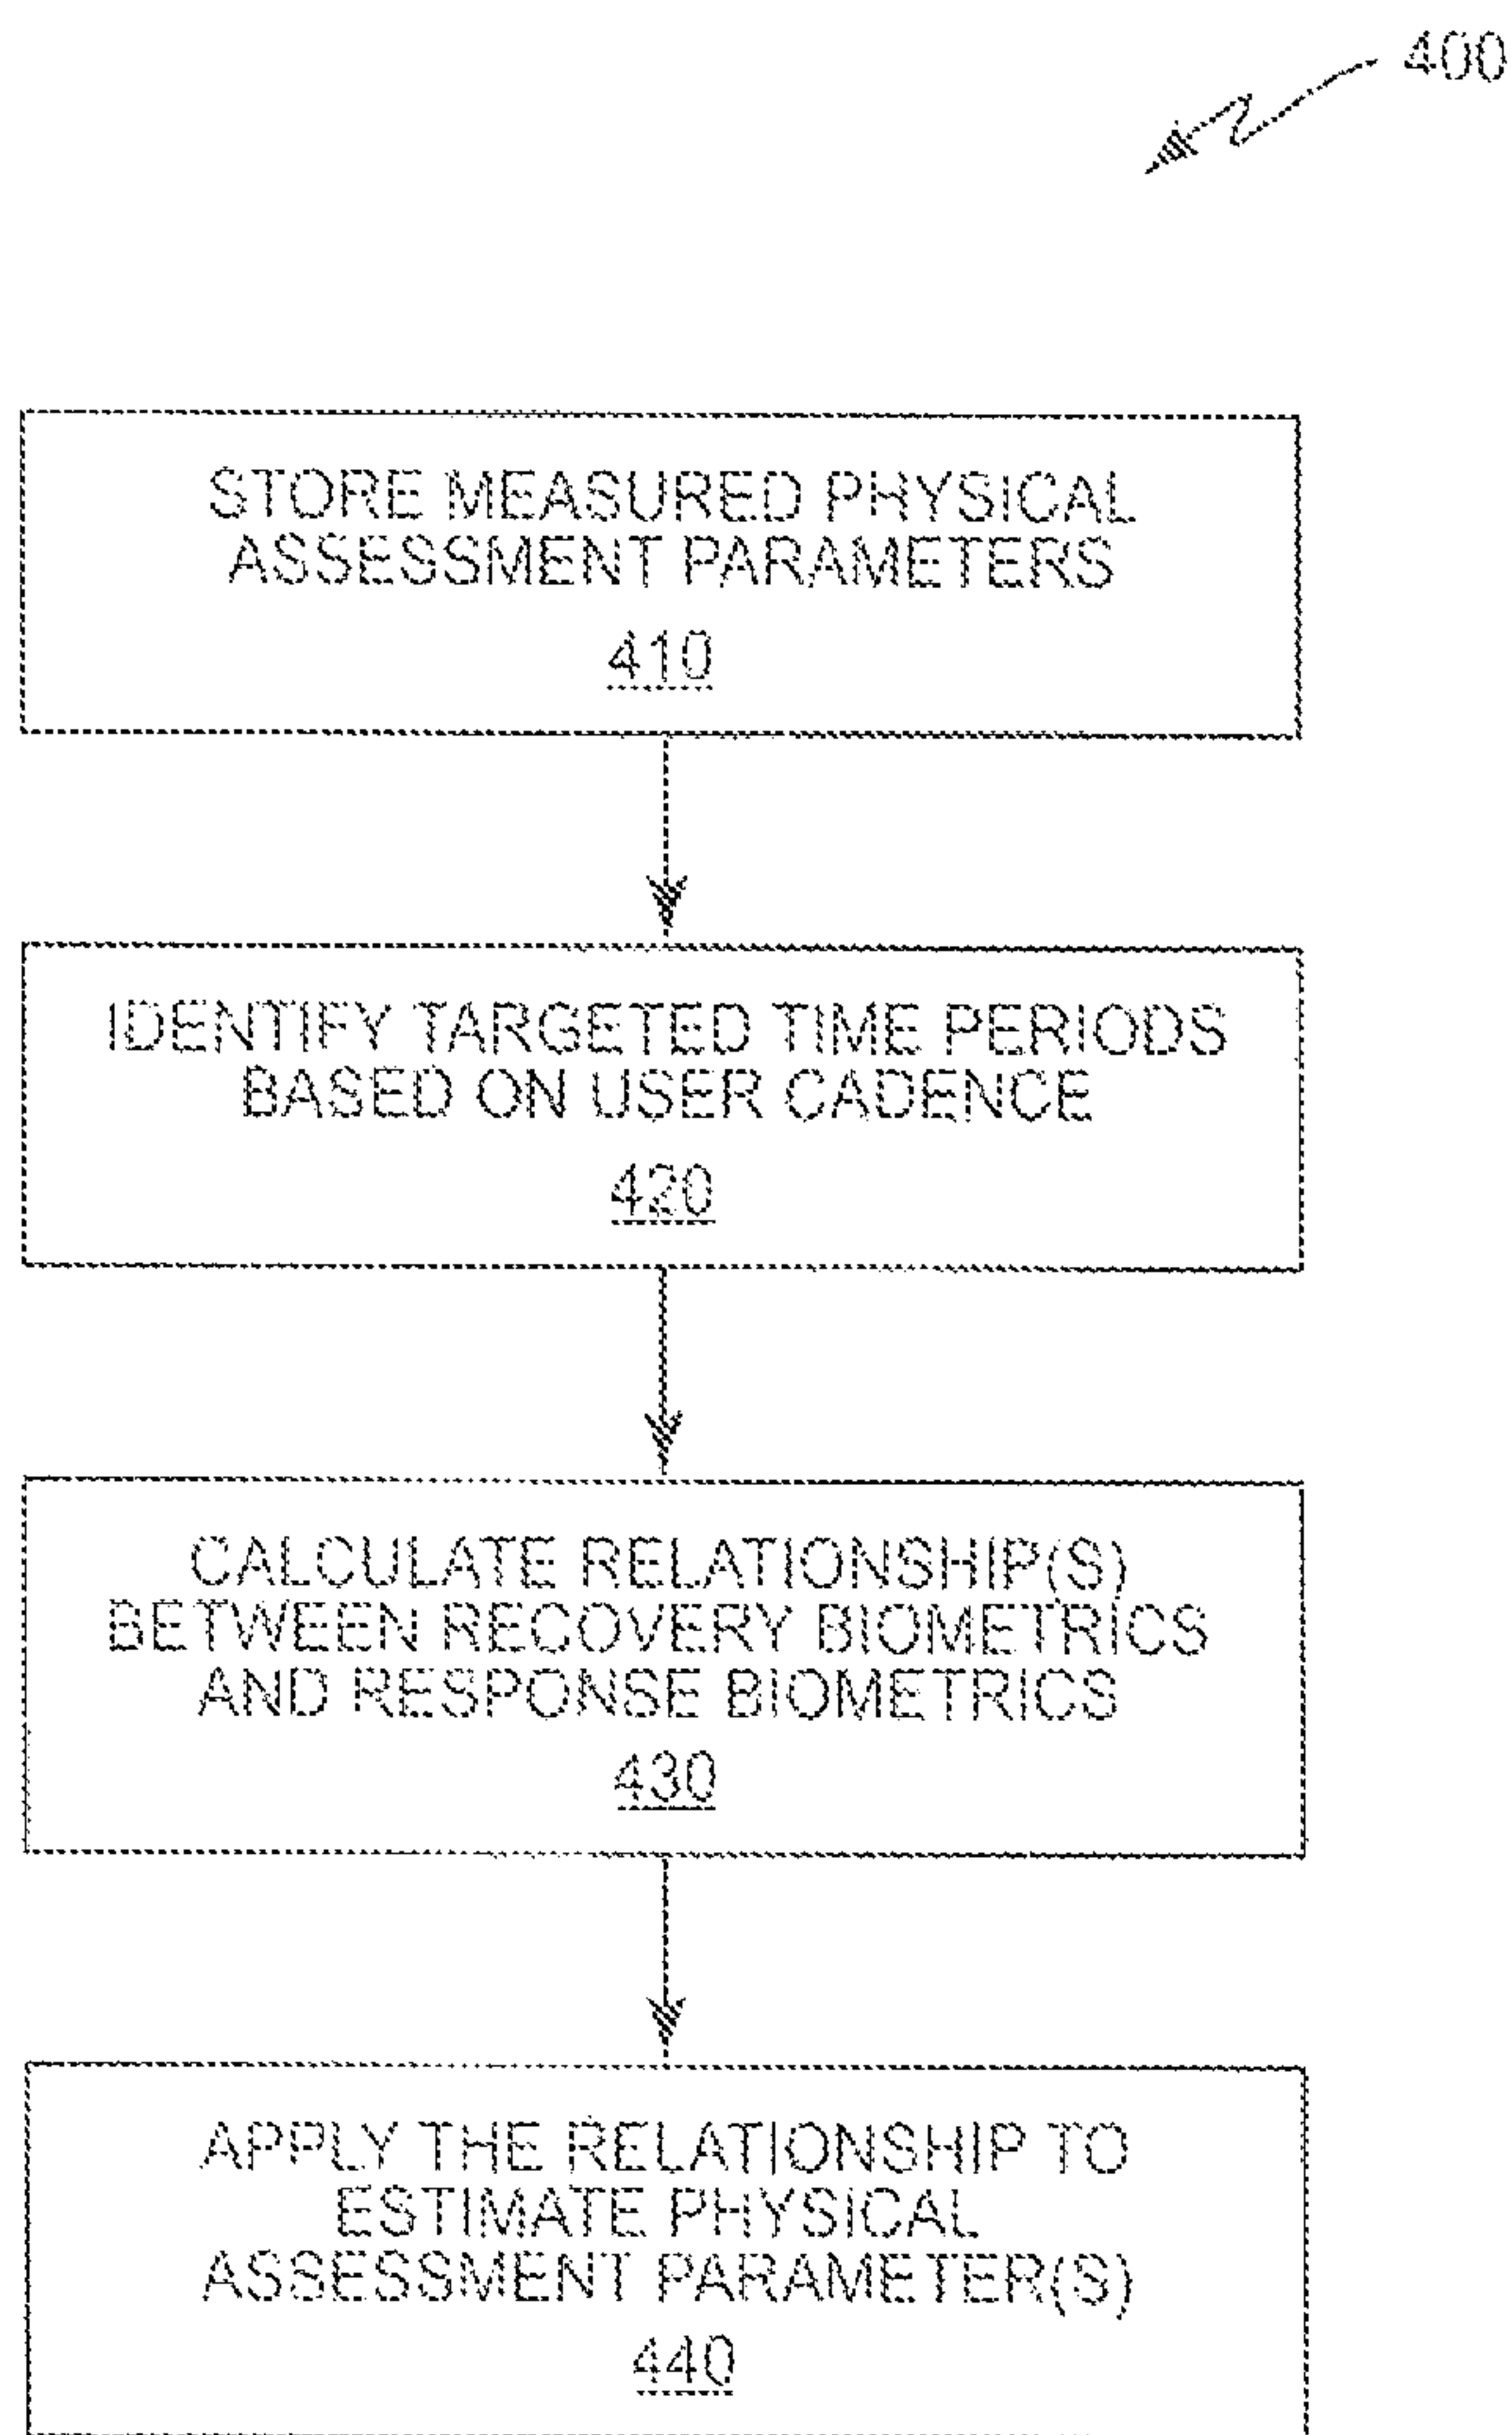 400
STORE MEASURED PHYSICAL
ASSESSMENT PARAMETERS
410
IDENTIFY TARGETED TIME PERIODS
BASED ON USER CADENCE
420
CALCULATE RELATIONSHIP(S)
BETWEEN RECOVERY BIOMETRICS
AND RESPONSE BIOMETRICS
430
APPLY THE RELATIONSHIP TO
ESTIMATE PHYSICAL
ASSESSMENT PARAMETER(S)
440